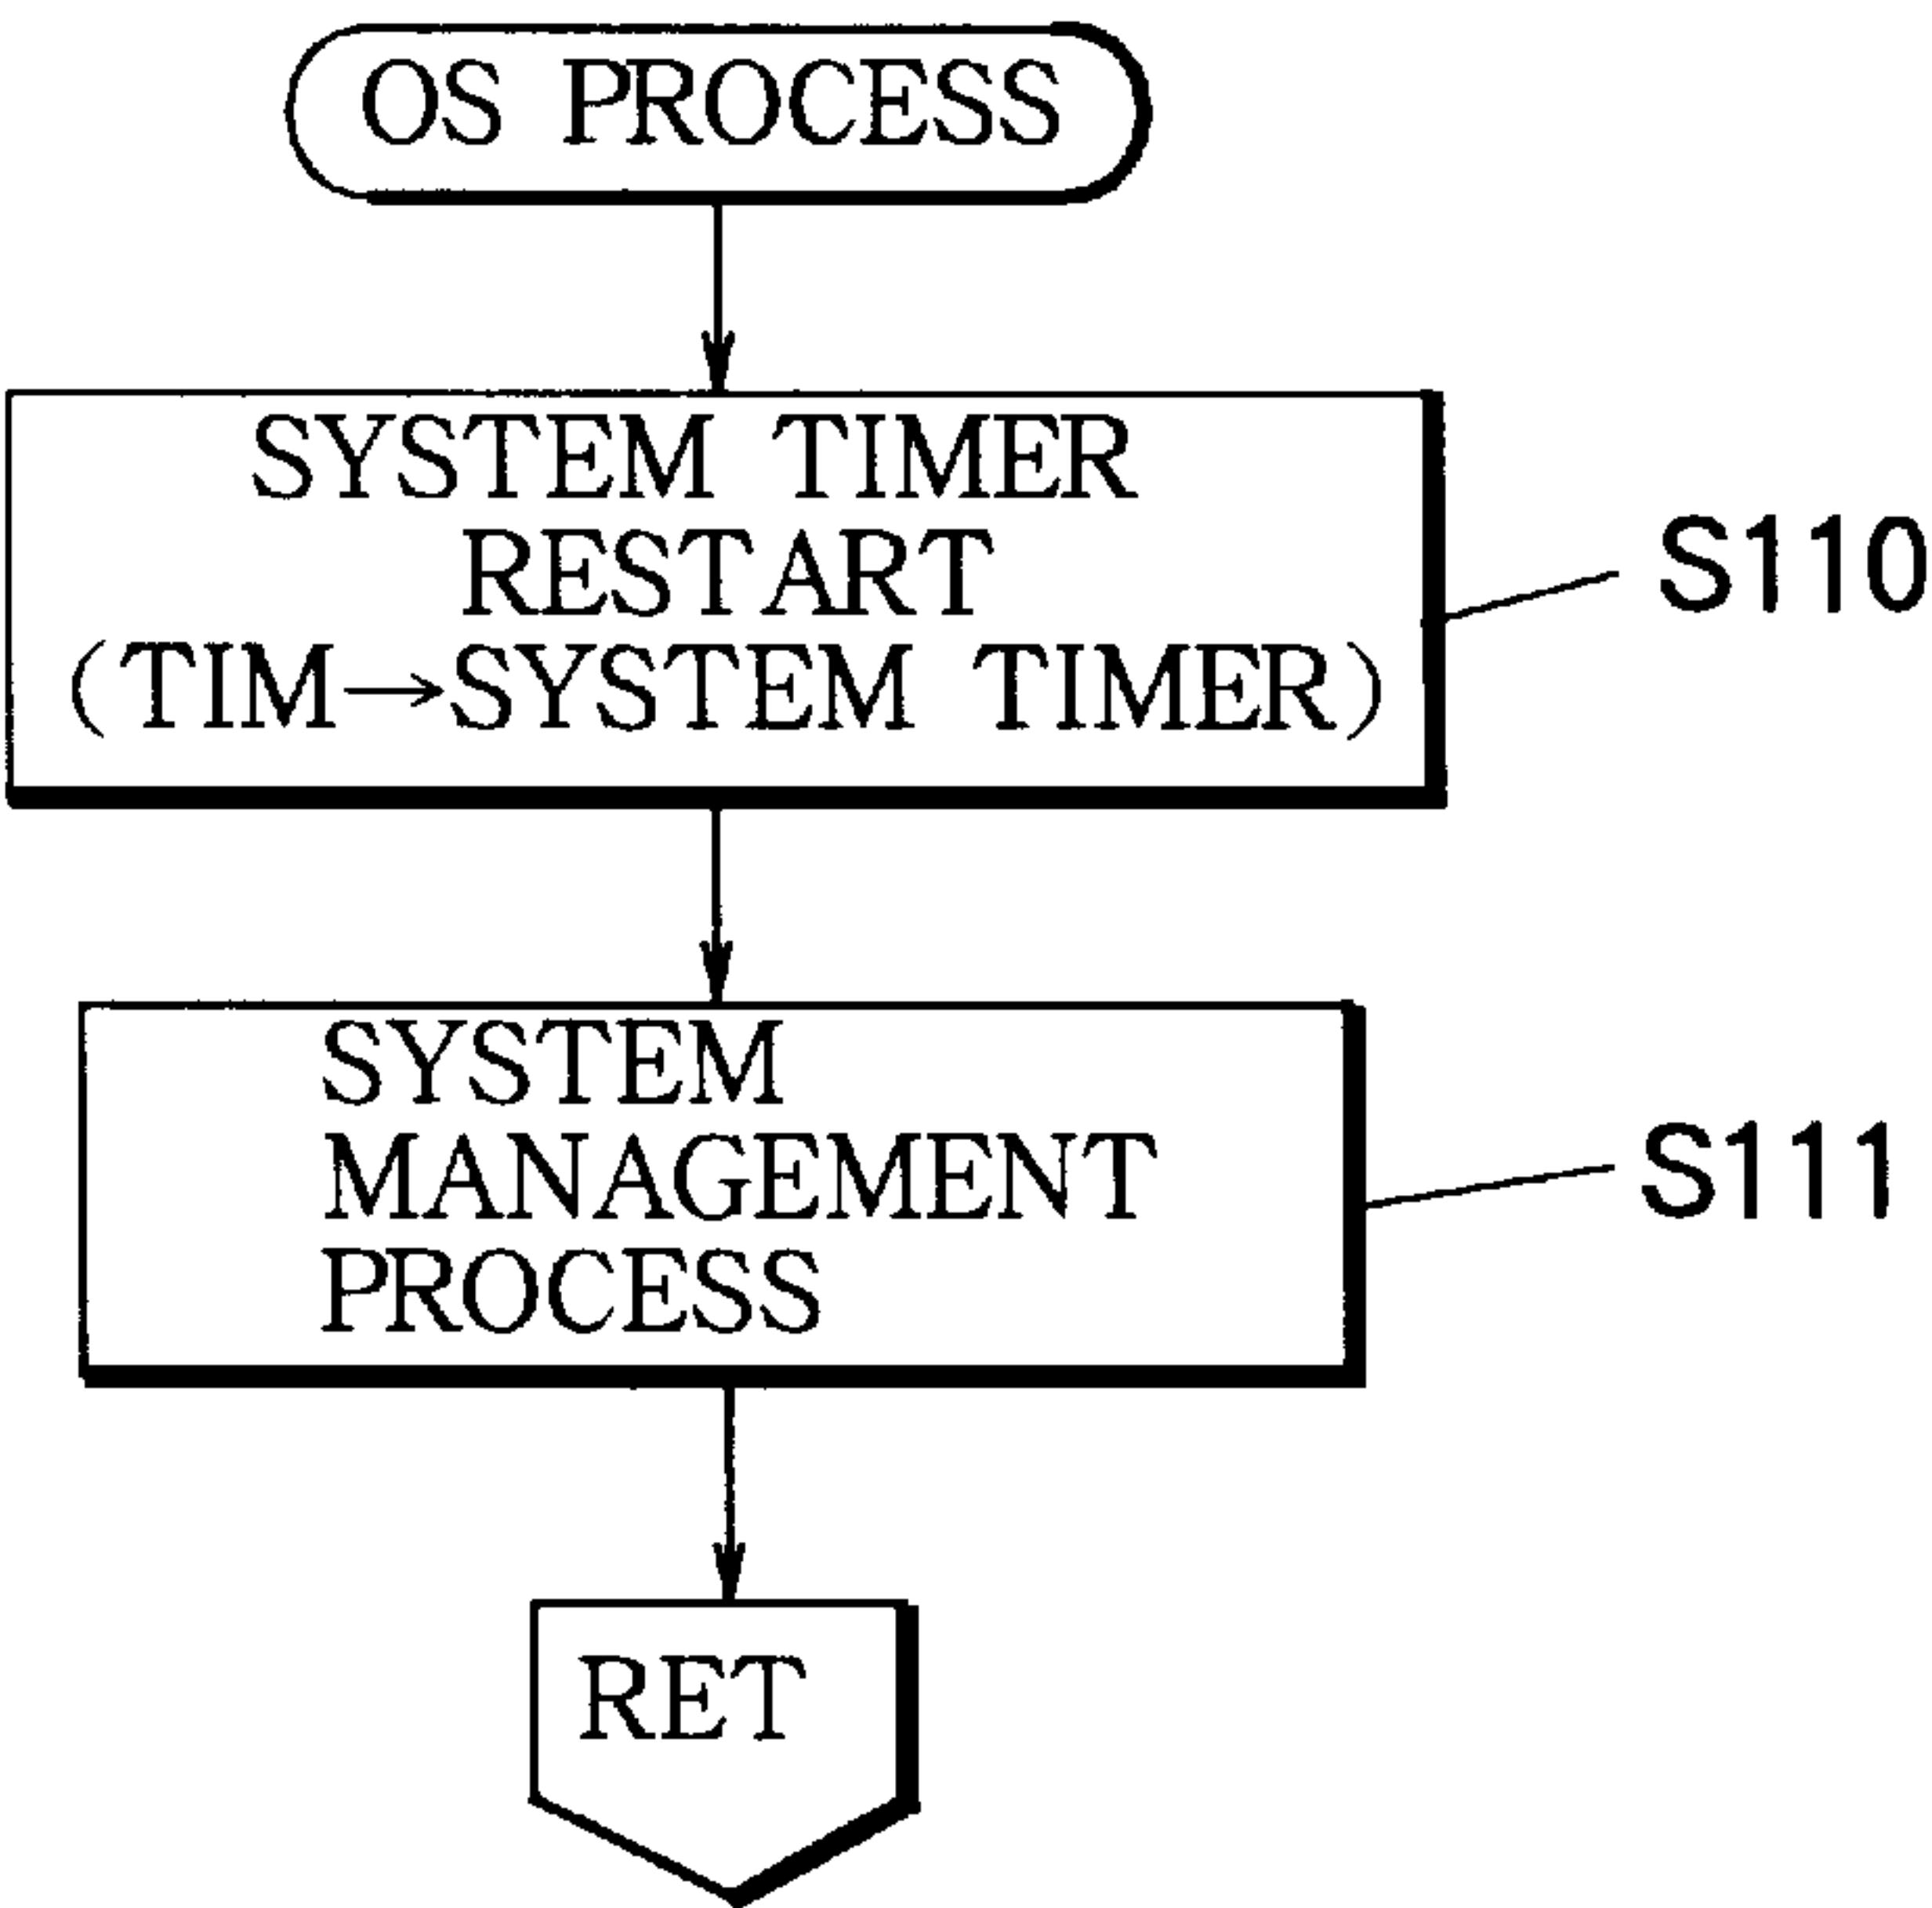 OS PROCESS
SYSTEM TIMER
RESTART
(TIM→SYSTEM TIMER)
S110
SYSTEM
MANAGEMENT
PROCESS
S111
RET